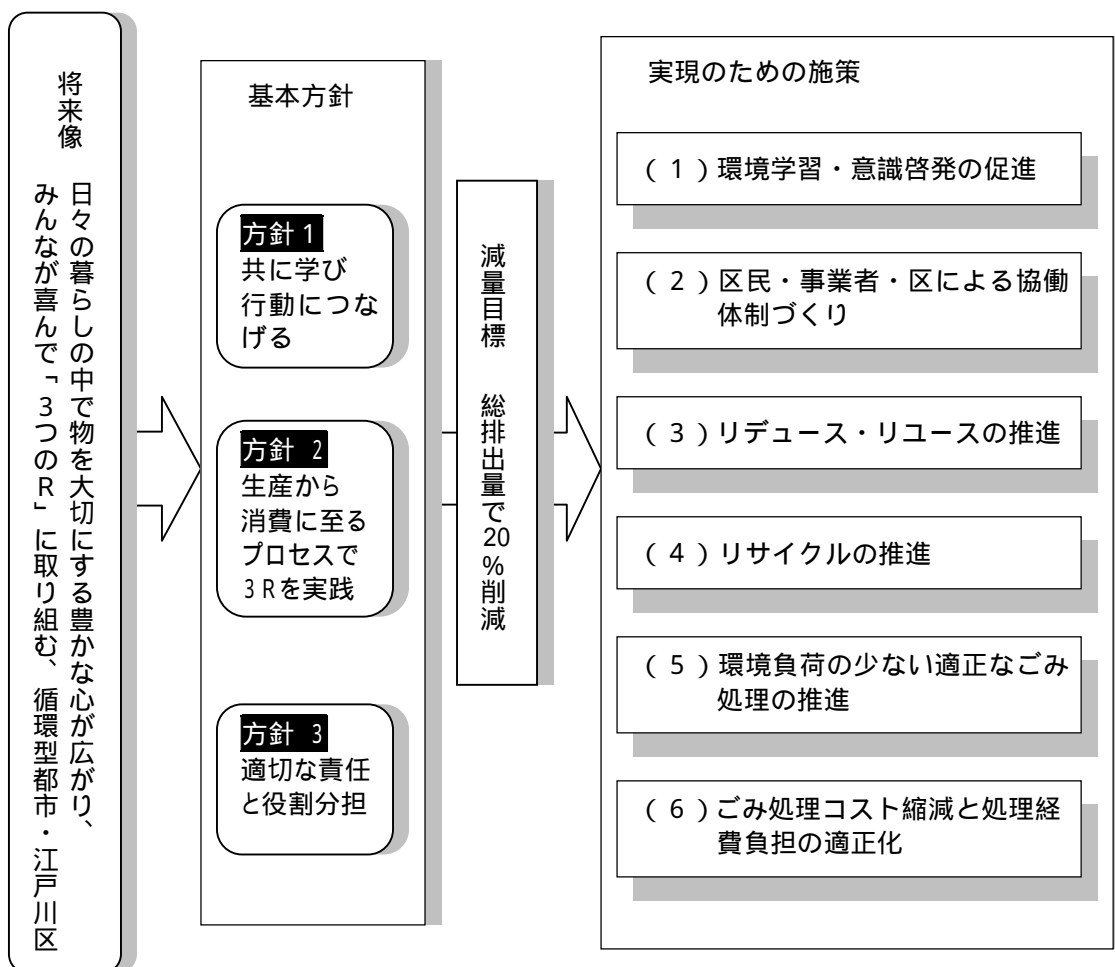 将来像
日々の暮らしの中で物を大切にする豊かな心が広がり、
みんなが喜んで「3つのR」に取り組む、循環型都市・江戸川区
基本方針
方針1
共に学び
行動につな
げる
方針 2
生産から
消費に至る
プロセスで
3Rを実践
方針 3
適切な責任
と役割分担
減量目標 総排出量で20%削減
実現のための施策
(1)環境学習・意識啓発の促進
(2)区民・事業者・区による協働
体制づくり
(3)リデュース・リユースの推進
(4)リサイクルの推進
(5)環境負荷の少ない適正なごみ
処理の推進
(6)ごみ処理コスト縮減と処理経
費負担の適正化